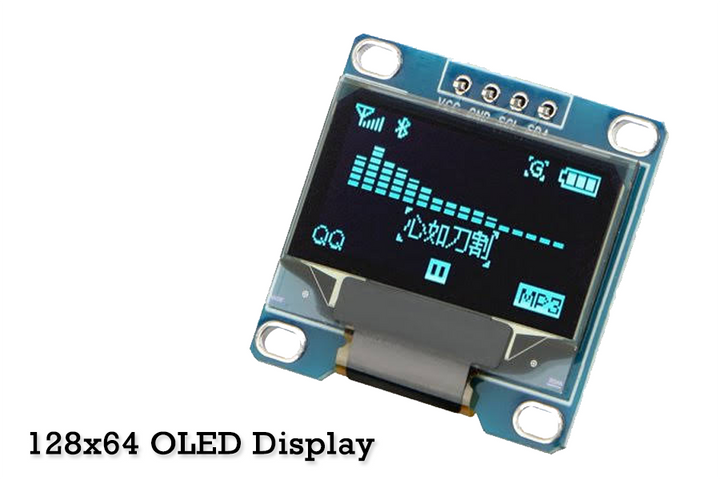 VCC GND SCL SDA
G
心如刀割
QQ
MP3
128x64 OLED Display